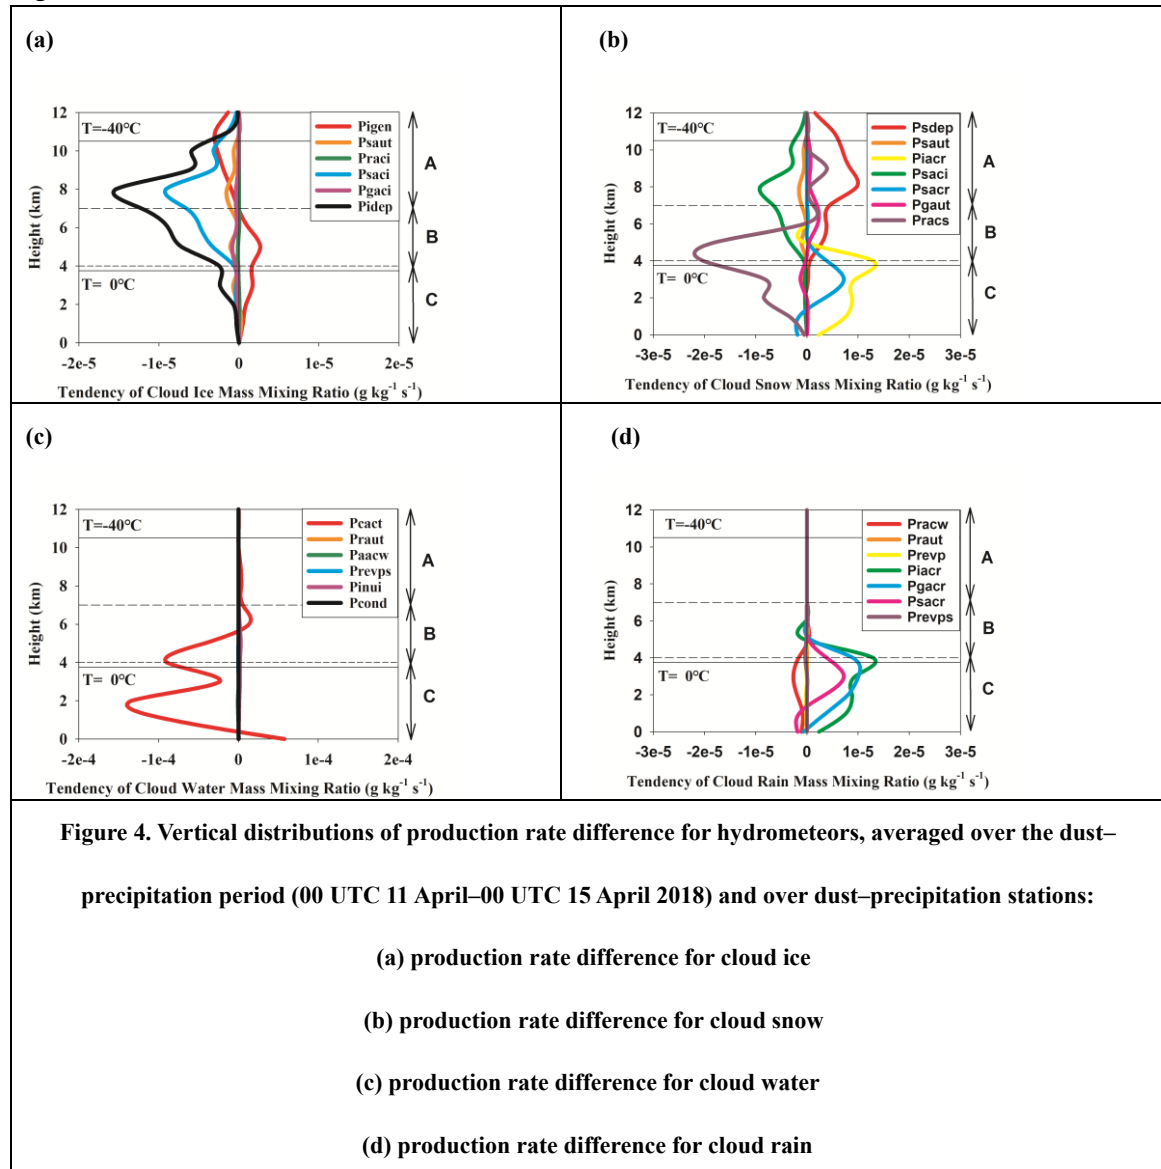 (a)
Height (km)
12
10
8
6
4
2
0
T=-40°C
T= 0°C
Pigen
Psaut
Praci
Psaci
Pgaci
Pidep
A
B
C
-2e-5 -1e-5 0 1e-5 2e-5
Tendency of Cloud Ice Mass Mixing Ratio (g kg⁻¹ s⁻¹)
(b)
Height (km)
12
10
8
6
4
2
0
T=-40°C
T= 0°C
Psdep
Psaut
Piacr
Psaci
Psacr
Pgaut
Pracs
A
B
C
-3e-5 -2e-5 -1e-5 0 1e-5 2e-5 3e-5
Tendency of Cloud Snow Mass Mixing Ratio (g kg⁻¹ s⁻¹)
(c)
Height (km)
12
10
8
6
4
2
0
T=-40°C
T= 0°C
Pcact
Praut
Paacw
Prevps
Pinui
Pcond
A
B
C
-2e-4 -1e-4 0 1e-4 2e-4
Tendency of Cloud Water Mass Mixing Ratio (g kg⁻¹ s⁻¹)
(d)
Height (km)
12
10
8
6
4
2
0
T=-40°C
T= 0°C
Pracw
Praut
Prevp
Piacr
Pgacr
Psacr
Prevps
A
B
C
-3e-5 -2e-5 -1e-5 0 1e-5 2e-5 3e-5
Tendency of Cloud Rain Mass Mixing Ratio (g kg⁻¹ s⁻¹)
Figure 4. Vertical distributions of production rate difference for hydrometeors, averaged over the dust–
precipitation period (00 UTC 11 April–00 UTC 15 April 2018) and over dust–precipitation stations:
(a) production rate difference for cloud ice
(b) production rate difference for cloud snow
(c) production rate difference for cloud water
(d) production rate difference for cloud rain